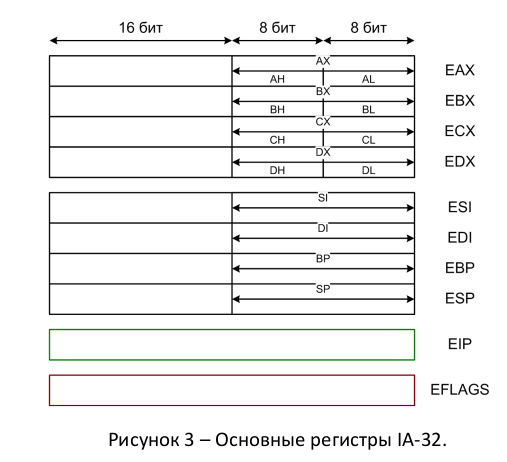 16 бит 8 бит 8 бит
AX
AH AL EAX
BX
BH BL EBX
CX
CH CL ECX
DX
DH DL EDX
SI ESI
DI EDI
BP EBP
SP ESP
EIP
EFLAGS
Рисунок 3 – Основные регистры IA-32.